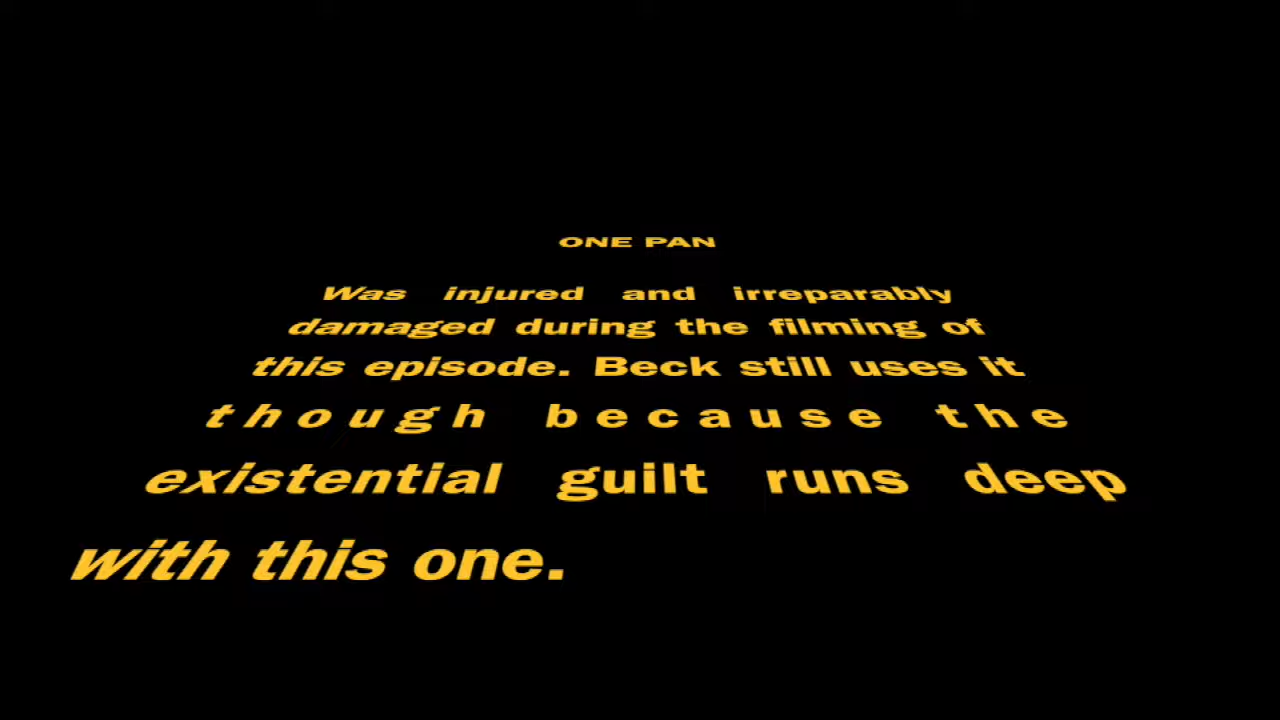 ONE PAN
Was injured and irreparably
damaged during the filming of
this episode. Beck still uses it
though because the
existential guilt runs deep
with this one.